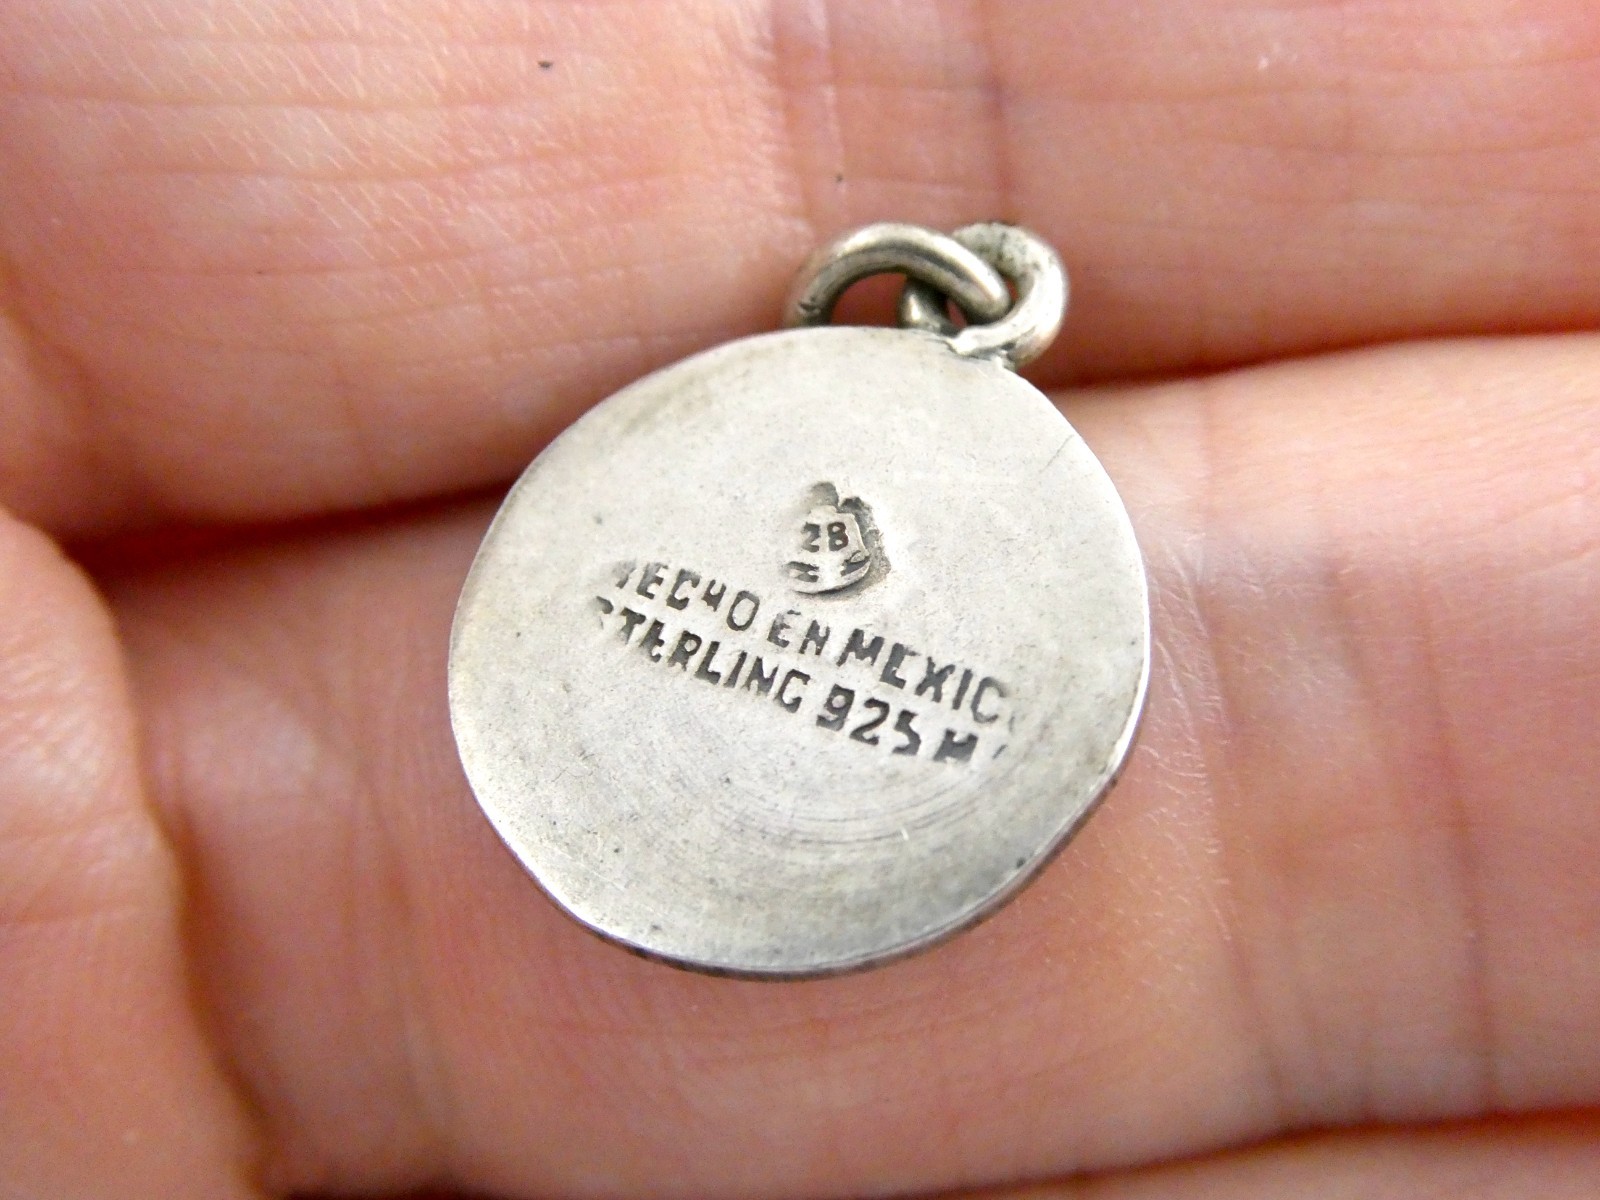 28
HECHO EN MEXICO
STERLING 925 M